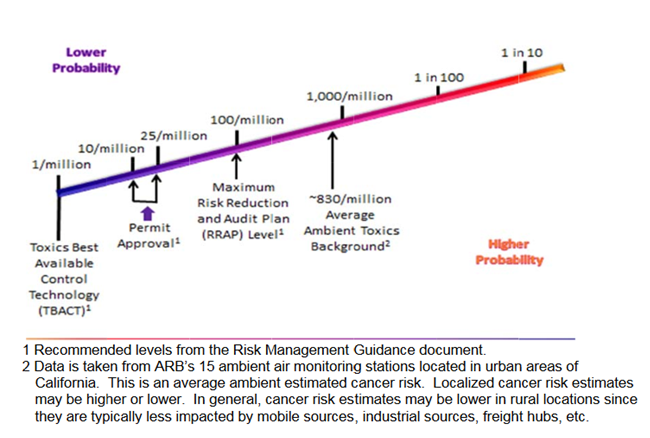 Lower
Probability
1 in 10
1 in 100
1,000/million
100/million
25/million
10/million
1/million
Toxics Best
Available
Control
Technology
(TBACT)¹
Permit
Approval¹
Maximum
Risk Reduction
and Audit Plan
(RRAP) Level¹
~830/million
Average
Ambient Toxics
Background²
Higher
Probability
1 Recommended levels from the Risk Management Guidance document.
2 Data is taken from ARB's 15 ambient air monitoring stations located in urban areas of
California. This is an average ambient estimated cancer risk. Localized cancer risk estimates
may be higher or lower. In general, cancer risk estimates may be lower in rural locations since
they are typically less impacted by mobile sources, industrial sources, freight hubs, etc.